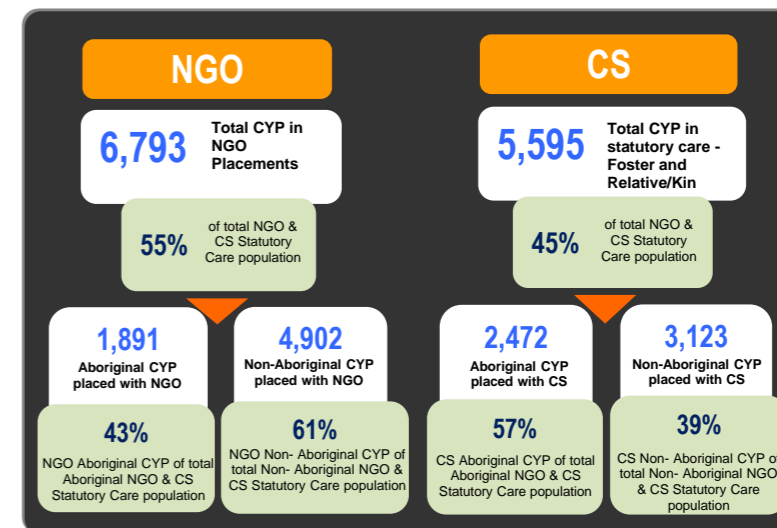 NGO
6,793
Total CYP in
NGO
Placements
55%
of total NGO &
CS Statutory
Care population
1,891
Aboriginal CYP
placed with NGO
43%
NGO Aboriginal CYP of total
Aboriginal NGO & CS
Statutory Care population
4,902
Non-Aboriginal CYP
placed with NGO
61%
NGO Non- Aboriginal CYP of
total Non- Aboriginal NGO &
CS Statutory Care population
CS
5,595
Total CYP in
statutory care -
Foster and
Relative/Kin
45%
of total NGO &
CS Statutory
Care population
2,472
Aboriginal CYP
placed with CS
57%
CS Aboriginal CYP of total
Aboriginal NGO & CS
Statutory Care population
3,123
Non-Aboriginal CYP
placed with CS
39%
CS Non- Aboriginal CYP of
total Non- Aboriginal NGO
& CS Statutory Care
population